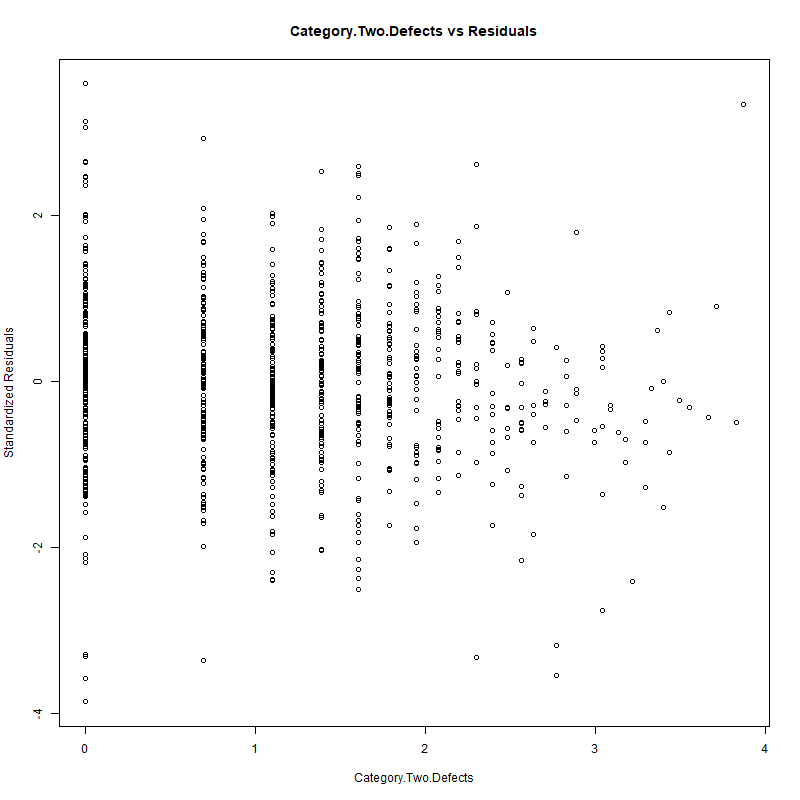 Category.Two.Defects vs Residuals
Standardized Residuals
2
0
-2
-4
0 1 2 3 4
Category.Two.Defects